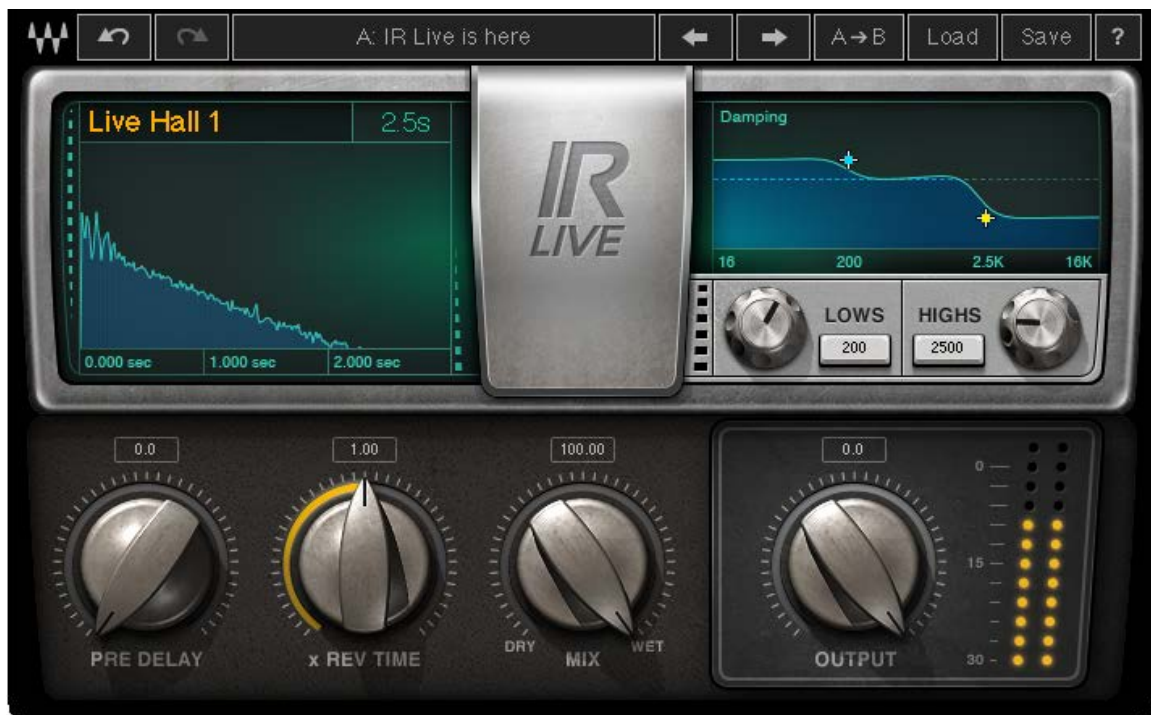 A: IR Live is here
A→B
Load
Save
?
Live Hall 1
2.5s
0.000 sec
1.000 sec
2.000 sec
IR
LIVE
Damping
16
200
2.5K
16K
LOWS
200
HIGHS
2500
0.0
1.00
100.00
0.0
0
15
30
PRE DELAY
x REV TIME
DRY
MIX
WET
OUTPUT